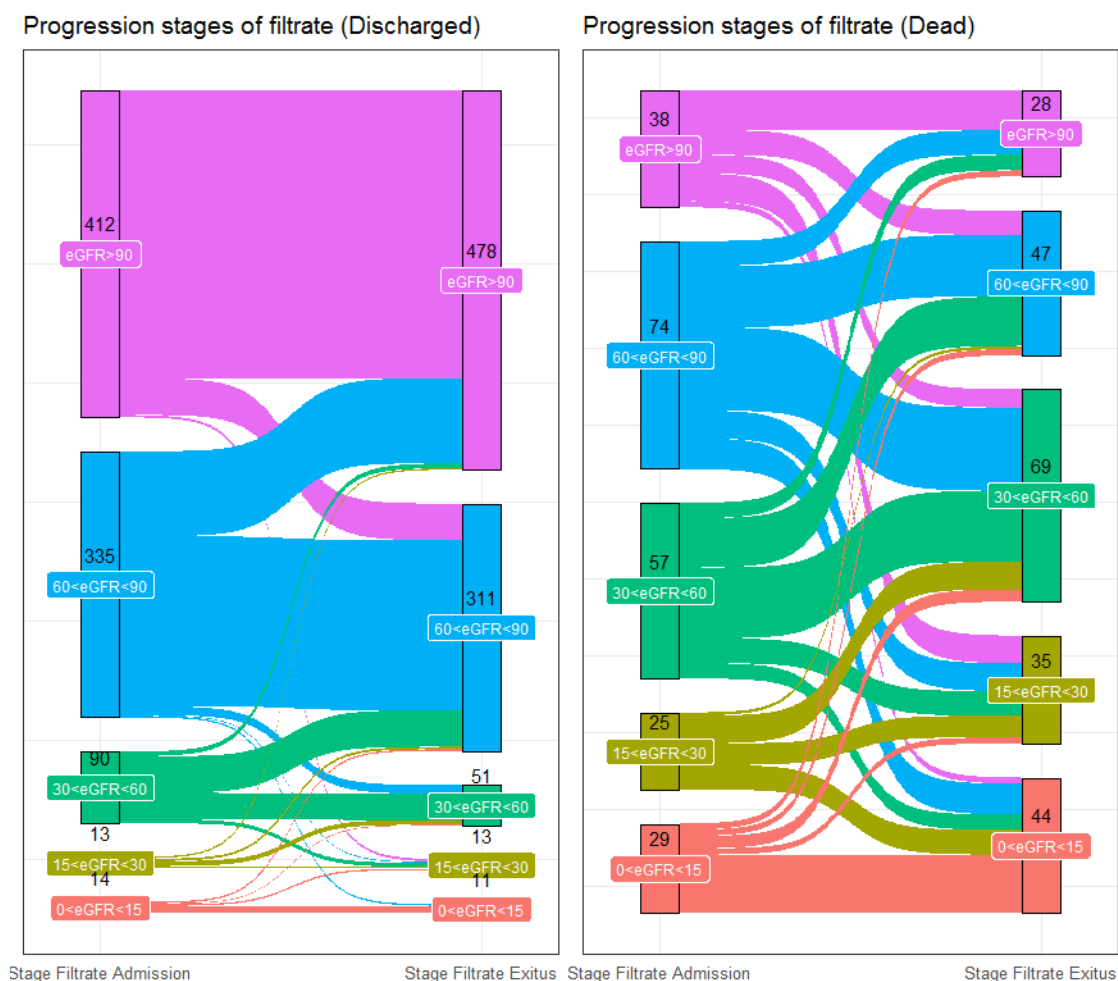 Progression stages of filtrate (Discharged)
412
eGFR>90
335
60<eGFR<90
90
30<eGFR<60
13
15<eGFR<30
14
0<eGFR<15
478
eGFR>90
311
60<eGFR<90
51
30<eGFR<60
13
15<eGFR<30
11
0<eGFR<15
Stage Filtrate Admission
Stage Filtrate Exitus
Progression stages of filtrate (Dead)
38
eGFR>90
74
60<eGFR<90
57
30<eGFR<60
25
15<eGFR<30
29
0<eGFR<15
28
eGFR>90
47
60<eGFR<90
69
30<eGFR<60
35
15<eGFR<30
44
0<eGFR<15
Stage Filtrate Admission
Stage Filtrate Exitus